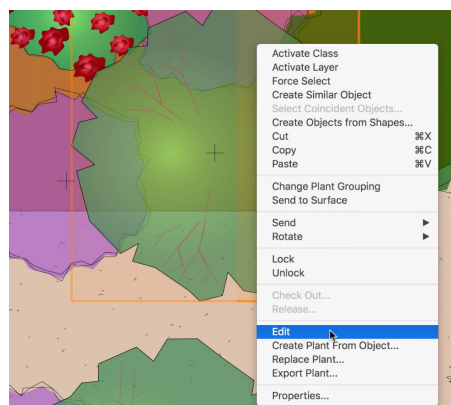 Activate Class
Activate Layer
Force Select
Create Similar Object
Select Coincident Objects...
Create Objects from Shapes...
Cut ⌘X
Copy ⌘C
Paste ⌘V
Change Plant Grouping
Send to Surface
Send
Rotate
Lock
Unlock
Check Out...
Release...
Edit
Create Plant From Object...
Replace Plant...
Export Plant...
Properties...